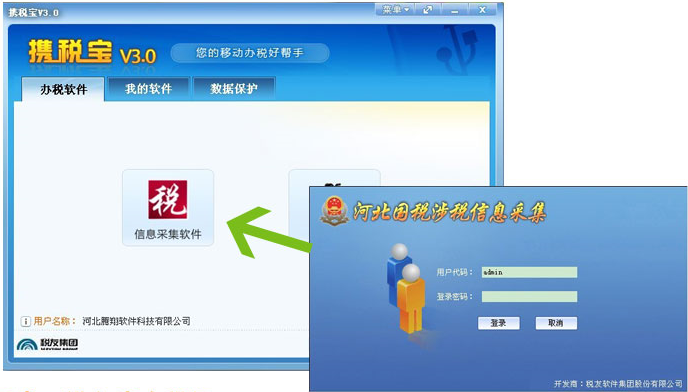 携税宝V3.0
菜单
携税宝 V3.0
您的移动办税好帮手
办税软件
我的软件
数据保护
税
信息采集软件
用户名称： 河北腾翔软件科技有限公司
税友集团
河北国税涉税信息采集
用户代码： admin
登录密码：
登录
取消
开发商：税友软件集团股份有限公司